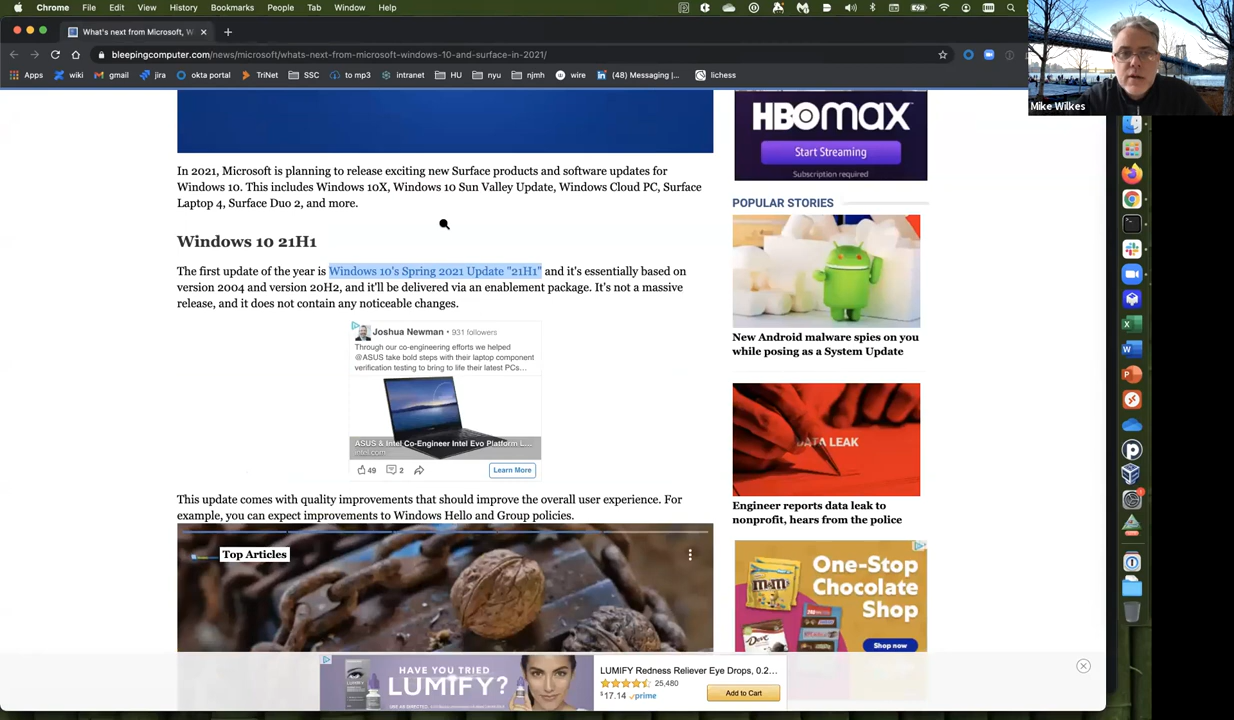 Chrome File Edit View History Bookmarks People Tab Window Help
What's next from Microsoft, W
bleepingcomputer.com/news/microsoft/whats-next-from-microsoft-windows-10-and-surface-in-2021/
Apps wiki gmail jira okta portal TriNet SSC to mp3 intranet HU nyu njmh wire (48) Messaging |... lichess
Mike Wilkes
HBOMAX
Start Streaming
Subscription required
In 2021, Microsoft is planning to release exciting new Surface products and software updates for
Windows 10. This includes Windows 10X, Windows 10 Sun Valley Update, Windows Cloud PC, Surface
Laptop 4, Surface Duo 2, and more.
Windows 10 21H1
The first update of the year is Windows 10's Spring 2021 Update "21H1" and it's essentially based on
version 2004 and version 20H2, and it'll be delivered via an enablement package. It's not a massive
release, and it does not contain any noticeable changes.
Joshua Newman • 931 followers
Through our co-engineering efforts we helped
@ASUS take bold steps with their laptop component
verification testing to bring to life their latest PCs...
ASUS & Intel Co-Engineer Intel Evo Platform L...
intel.com
49 2 Learn More
This update comes with quality improvements that should improve the overall user experience. For
example, you can expect improvements to Windows Hello and Group policies.
Top Articles
POPULAR STORIES
New Android malware spies on you
while posing as a System Update
DATA LEAK
Engineer reports data leak to
nonprofit, hears from the police
One-Stop
Chocolate
Shop
m&m's
Dove
Shop now
HAVE YOU TRIED
LUMIFY?
LUMIFY Redness Reliever Eye Drops, 0.2...
25,480
$17.14 prime
Add to Cart